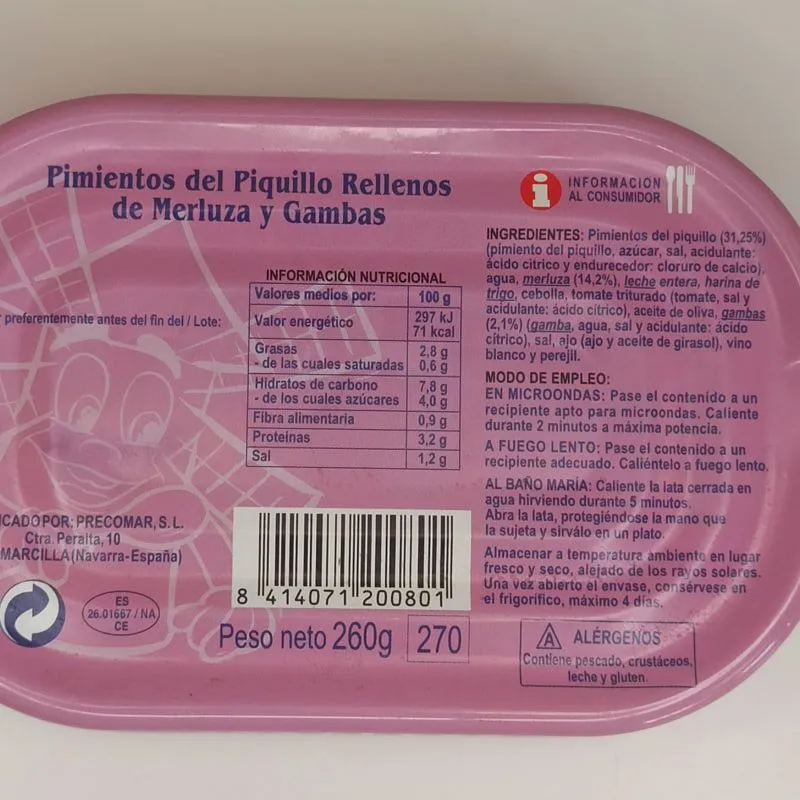 Pimientos del Piquillo Rellenos
de Merluza y Gambas
preferentemente antes del fin del / Lote:
INFORMACIÓN NUTRICIONAL
Valores medios por: 100 g
Valor energético 297 kJ
71 kcal
Grasas 2,8 g
- de las cuales saturadas 0,6 g
Hidratos de carbono 7,8 g
- de los cuales azúcares 4,0 g
Fibra alimentaria 0,9 g
Proteínas 3,2 g
Sal 1,2 g
i INFORMACION
AL CONSUMIDOR
INGREDIENTES: Pimientos del piquillo (31,25%)
(pimiento del piquillo, azúcar, sal, acidulante:
ácido cítrico y endurecedor: cloruro de calcio),
agua, merluza (14,2%), leche entera, harina de
trigo, cebolla, tomate triturado (tomate, sal y
acidulante: ácido cítrico), aceite de oliva, gambas
(2,1%) (gamba, agua, sal y acidulante: ácido
cítrico), sal, ajo (ajo y aceite de girasol), vino
blanco y perejil.
MODO DE EMPLEO:
EN MICROONDAS: Pase el contenido a un
recipiente apto para microondas. Caliente
durante 2 minutos a máxima potencia.
A FUEGO LENTO: Pase el contenido a un
recipiente adecuado. Caliéntelo a fuego lento.
AL BAÑO MARÍA: Caliente la lata cerrada en
agua hirviendo durante 5 minutos.
Abra la lata, protegiéndose la mano que
la sujeta y sirválo en un plato.
Almacenar a temperatura ambiente en lugar
fresco y seco, alejado de los rayos solares.
Una vez abierto el envase, consérvese en
el frigorífico, máximo 4 días.
ICADO POR: PRECOMAR, S.L.
Ctra. Peralta, 10
MARCILLA (Navarra-España)
ES
26.01667 / NA
CE
8 414071 200801
Peso neto 260g 270
ALÉRGENOS
Contiene pescado, crustáceos,
leche y gluten.